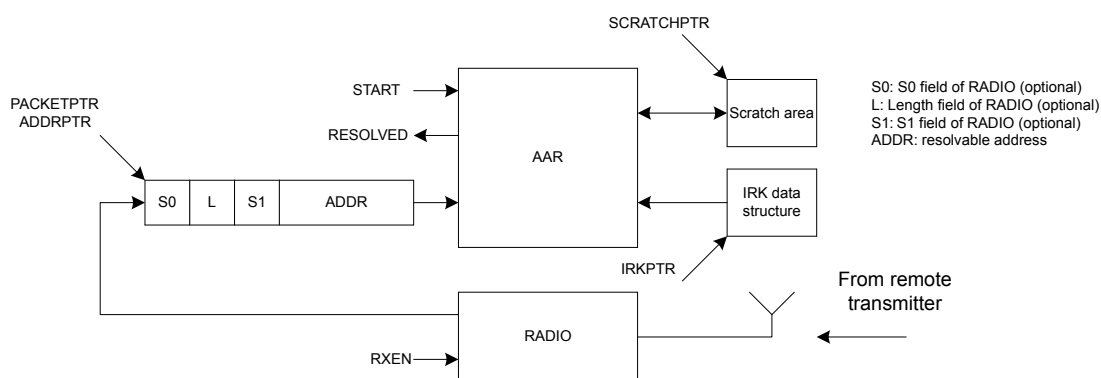 SCRATCHPTR
START
PACKETPTR
ADDRPTR
RESOLVED
AAR
Scratch area
S0: S0 field of RADIO (optional)
L: Length field of RADIO (optional)
S1: S1 field of RADIO (optional)
ADDR: resolvable address
S0 L S1 ADDR
IRK data
structure
IRKPTR
From remote
transmitter
RADIO
RXEN